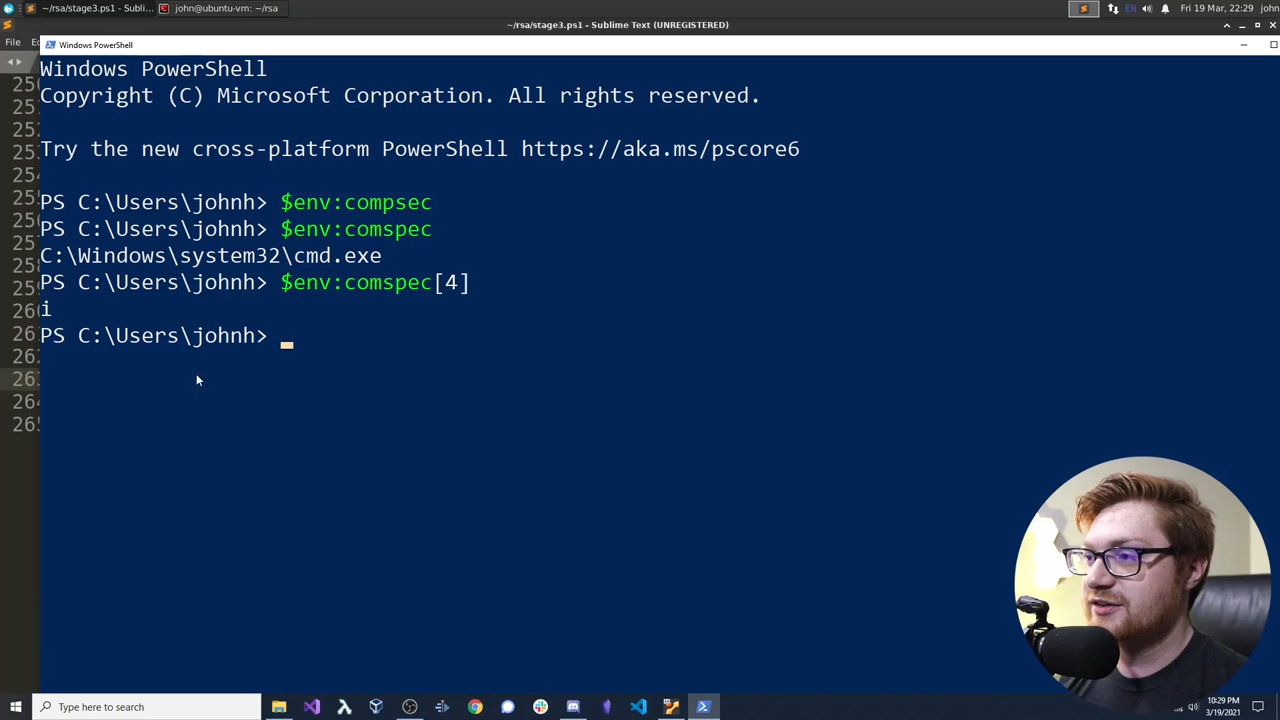 ~/rsa/stage3.ps1 - Subli...
john@ubuntu-vm: ~/rsa
EN
Fri 19 Mar, 22:29
john
~/rsa/stage3.ps1 - Sublime Text (UNREGISTERED)
File
Windows PowerShell
Windows PowerShell
Copyright (C) Microsoft Corporation. All rights reserved.
Try the new cross-platform PowerShell https://aka.ms/pscore6
PS C:\Users\johnh> $env:compsec
PS C:\Users\johnh> $env:comspec
C:\Windows\system32\cmd.exe
PS C:\Users\johnh> $env:comspec[4]
i
PS C:\Users\johnh>
Type here to search
10:29 PM
3/19/2021